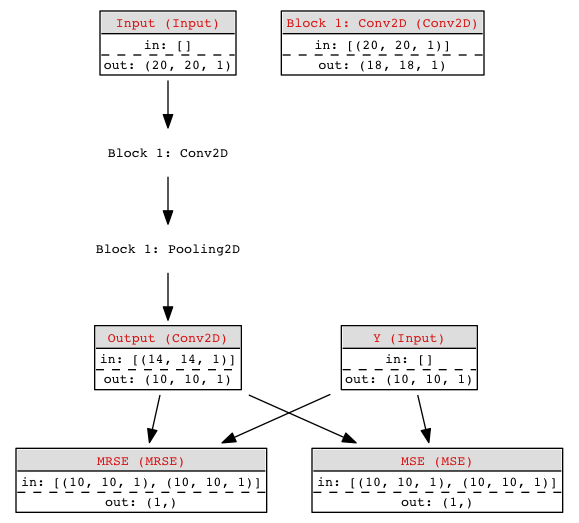 Input (Input)
in: []
out: (20, 20, 1)
Block 1: Conv2D (Conv2D)
in: [(20, 20, 1)]
out: (18, 18, 1)
Block 1: Conv2D
Block 1: Pooling2D
Output (Conv2D)
in: [(14, 14, 1)]
out: (10, 10, 1)
Y (Input)
in: []
out: (10, 10, 1)
MRSE (MRSE)
in: [(10, 10, 1), (10, 10, 1)]
out: (1,)
MSE (MSE)
in: [(10, 10, 1), (10, 10, 1)]
out: (1,)